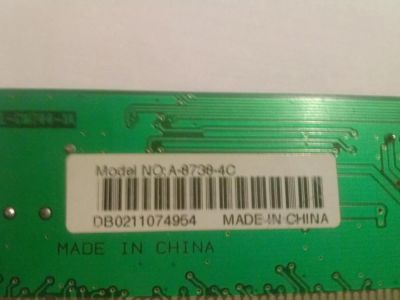 Model NO:A-8738-4C
DB0211074954 MADE-IN-CHINA
MADE IN CHINA